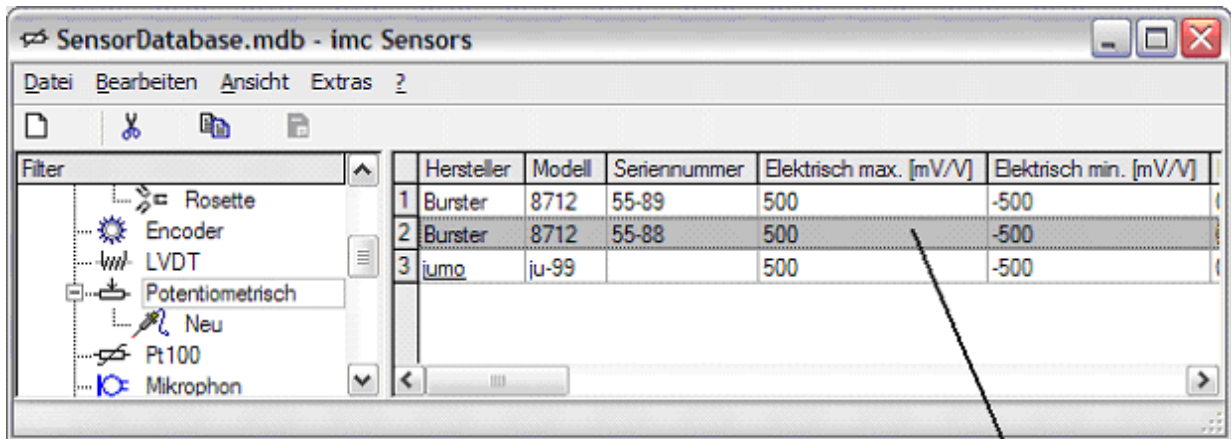 SensorDatabase.mdb - imc Sensors
Datei Bearbeiten Ansicht Extras ?
Filter
Rosette
Encoder
LVDT
Potentiometrisch
Neu
Pt100
Mikrophon
Hersteller Modell Seriennummer Elektrisch max. [mV/V] Elektrisch min. [mV/V]
1 Burster 8712 55-89 500 -500
2 Burster 8712 55-88 500 -500
3 jumo ju-99 500 -500